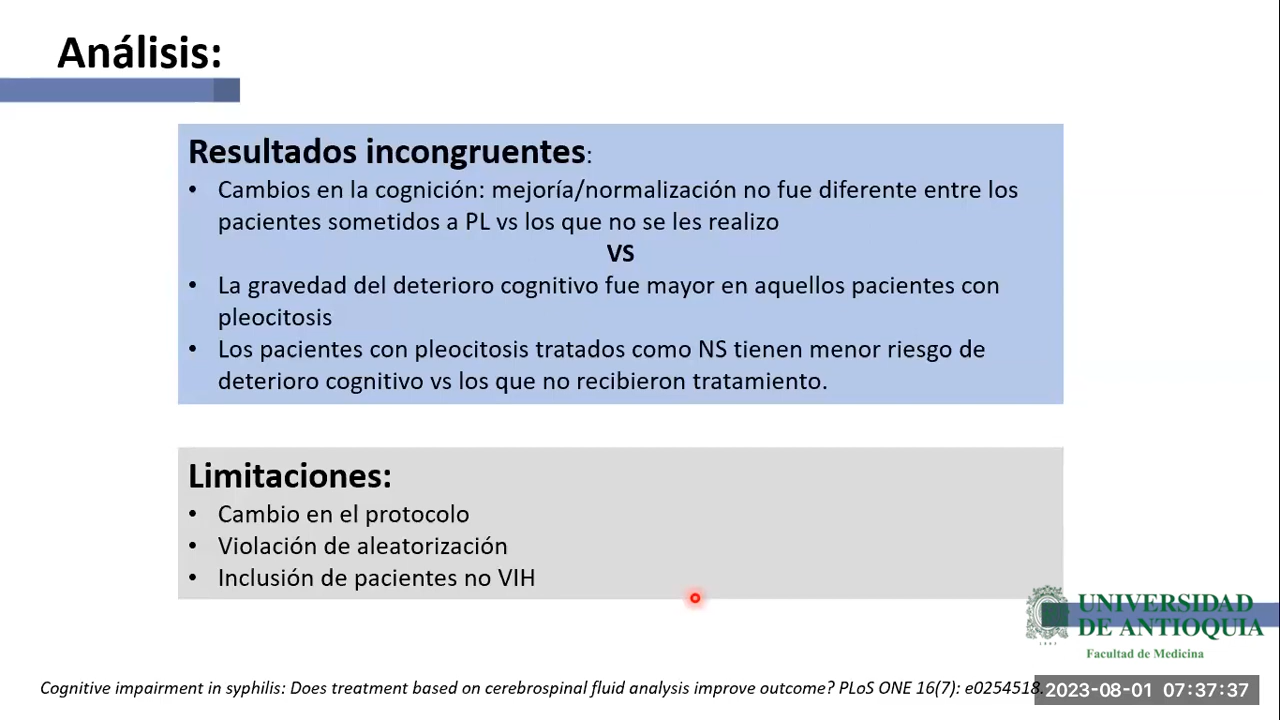 Análisis:
Resultados incongruentes:
• Cambios en la cognición: mejoría/normalización no fue diferente entre los
pacientes sometidos a PL vs los que no se les realizo
VS
• La gravedad del deterioro cognitivo fue mayor en aquellos pacientes con
pleocitosis
• Los pacientes con pleocitosis tratados como NS tienen menor riesgo de
deterioro cognitivo vs los que no recibieron tratamiento.
Limitaciones:
• Cambio en el protocolo
• Violación de aleatorización
• Inclusión de pacientes no VIH
UNIVERSIDAD
DE ANTIOQUIA
Facultad de Medicina
Cognitive impairment in syphilis: Does treatment based on cerebrospinal fluid analysis improve outcome? PLoS ONE 16(7): e0254518.
2023-08-01 07:37:37